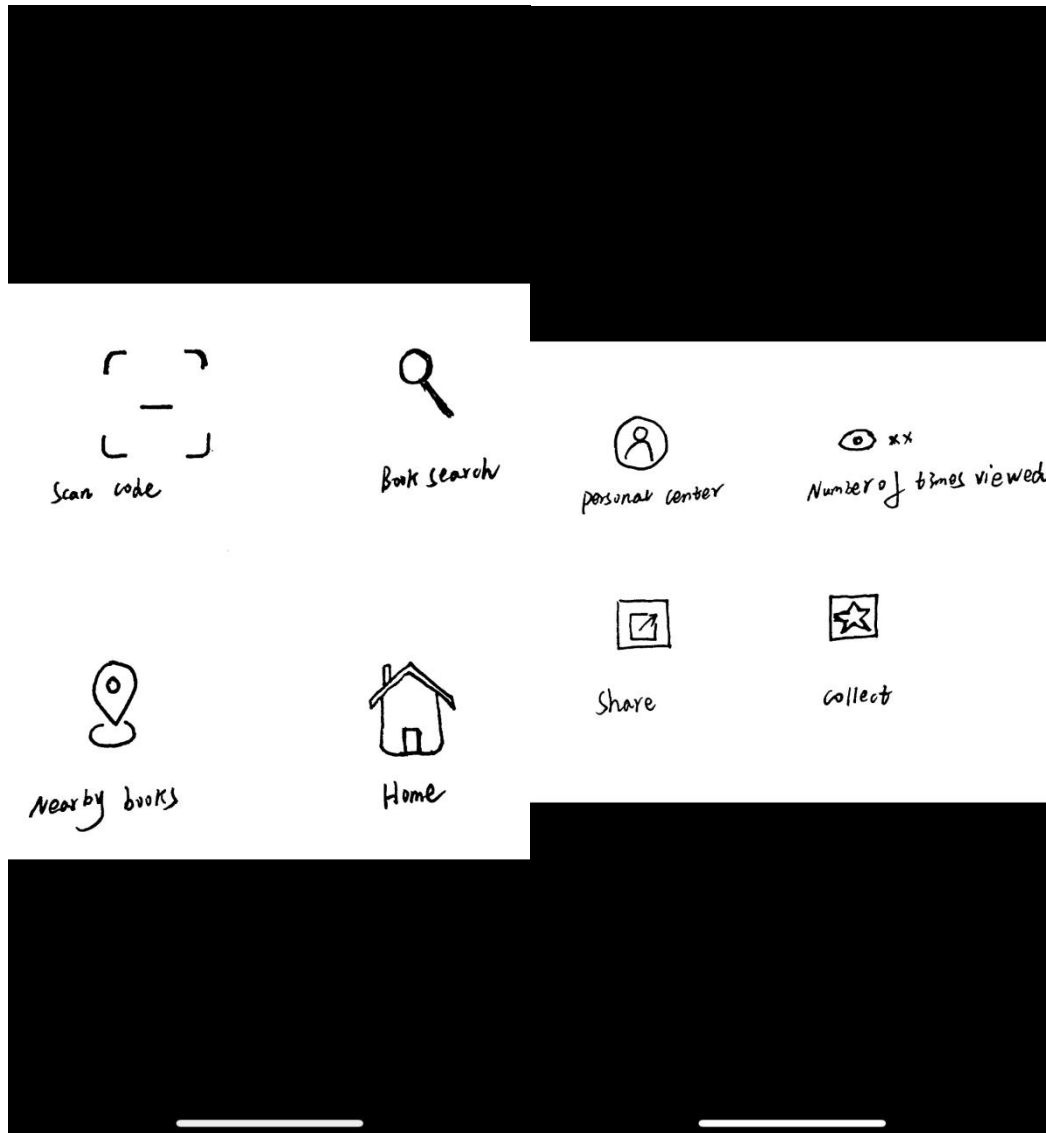 Scan code
Book search
Nearby books
Home
personal center
xx
Number of times viewed
Share
collect